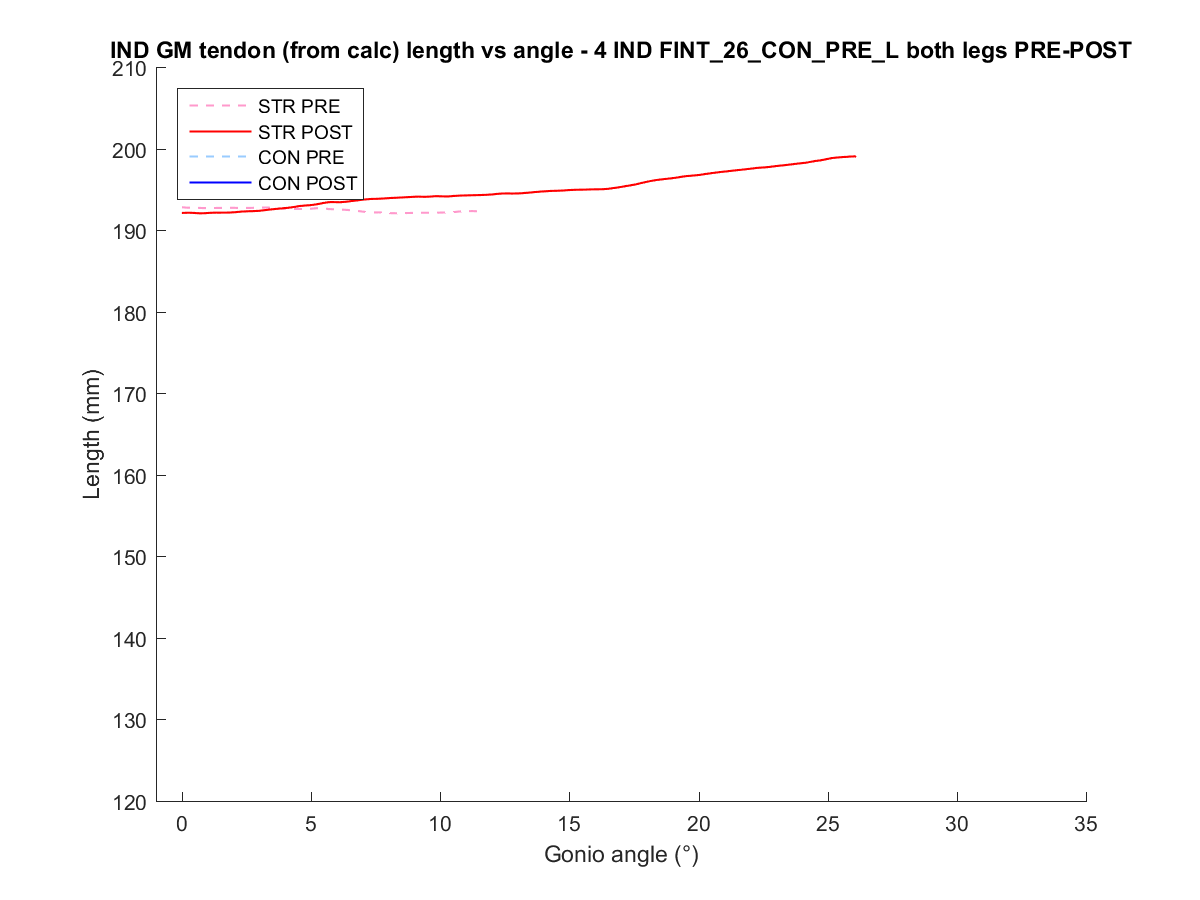 IND GM tendon (from calc) length vs angle - 4 IND FINT_26_CON_PRE_L both legs PRE-POST
210
200
190
180
170
160
150
140
130
120
STR PRE
STR POST
CON PRE
CON POST
Length (mm)
0 5 10 15 20 25 30 35
Gonio angle (°)